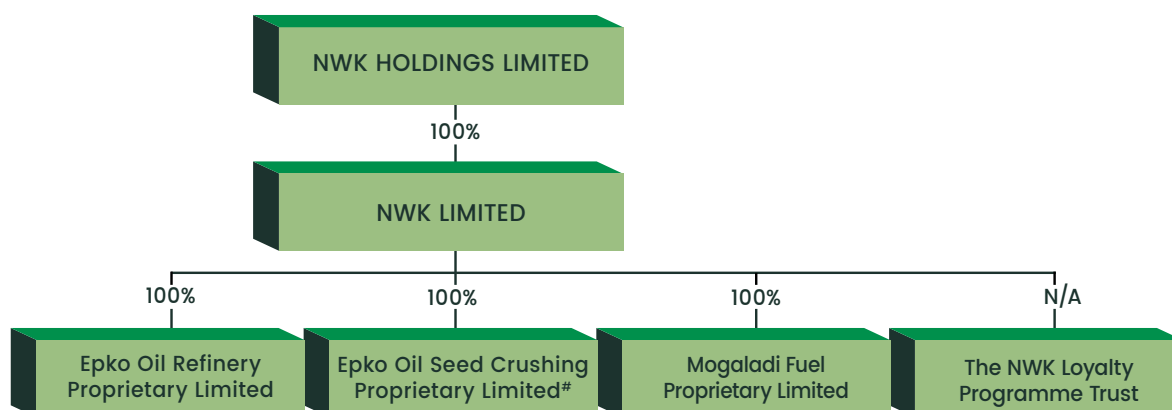 NWK HOLDINGS LIMITED
100%
NWK LIMITED
100%
100%
100%
N/A
Epko Oil Refinery
Proprietary Limited
Epko Oil Seed Crushing
Proprietary Limited#
Mogaladi Fuel
Proprietary Limited
The NWK Loyalty
Programme Trust